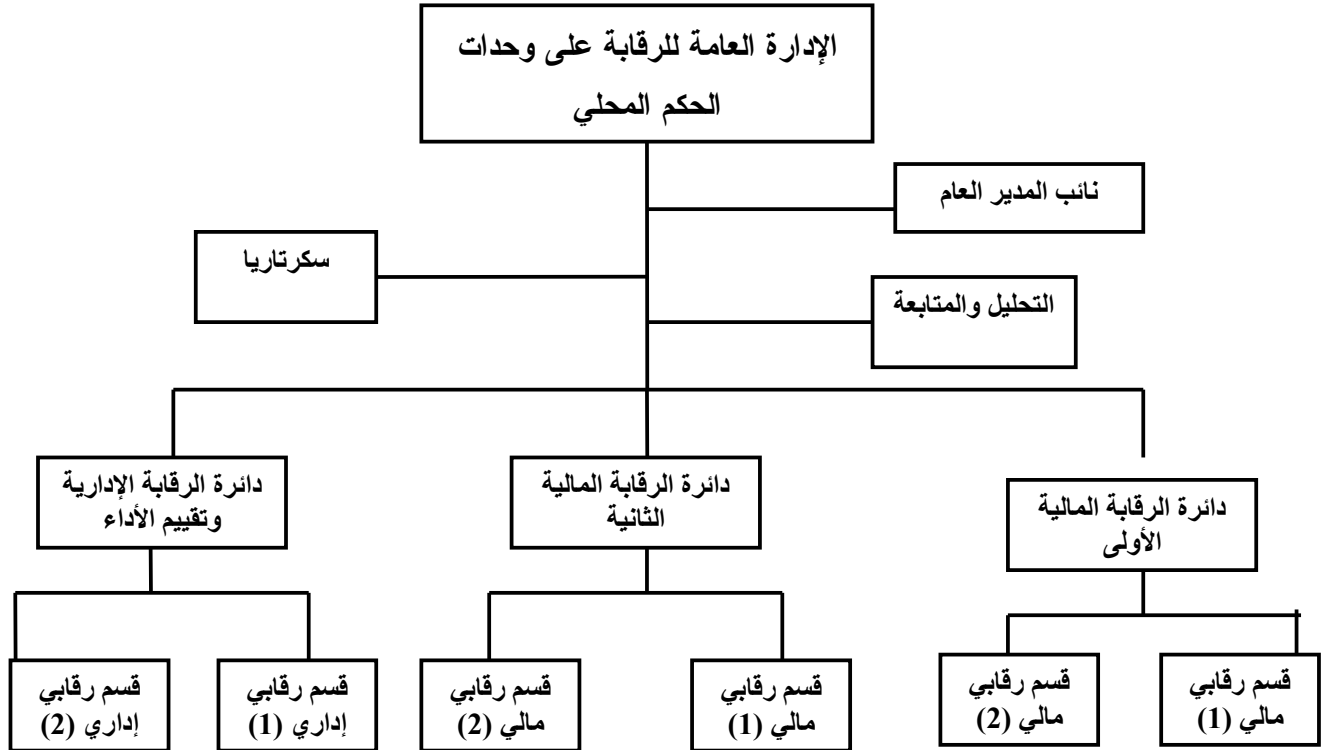 الإدارة العامة للرقابة على وحدات
الحكم المحلي
نائب المدير العام
سكرتاريا
التحليل والمتابعة
دائرة الرقابة المالية
الأولى
دائرة الرقابة المالية
الثانية
دائرة الرقابة الإدارية
وتقييم الأداء
قسم رقابي
مالي (1)
قسم رقابي
مالي (2)
قسم رقابي
مالي (1)
قسم رقابي
مالي (2)
قسم رقابي
إداري (1)
قسم رقابي
إداري (2)